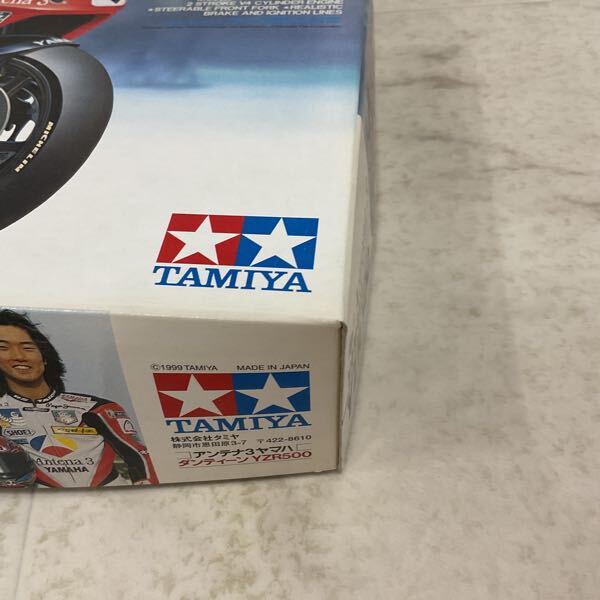 2 STROKE V4 CYLINDER ENGINE
•STEERABLE FRONT FORK •REALISTIC
BRAKE AND IGNITION LINES
MICHELIN
TAMIYA
©1999 TAMIYA MADE IN JAPAN
TAMIYA
株式会社タミヤ
静岡市恩田原3-7 〒422-8610
アンテナ3ヤマハ
ダンティーンYZR500
SHOEI
Antena 3
YAMAHA